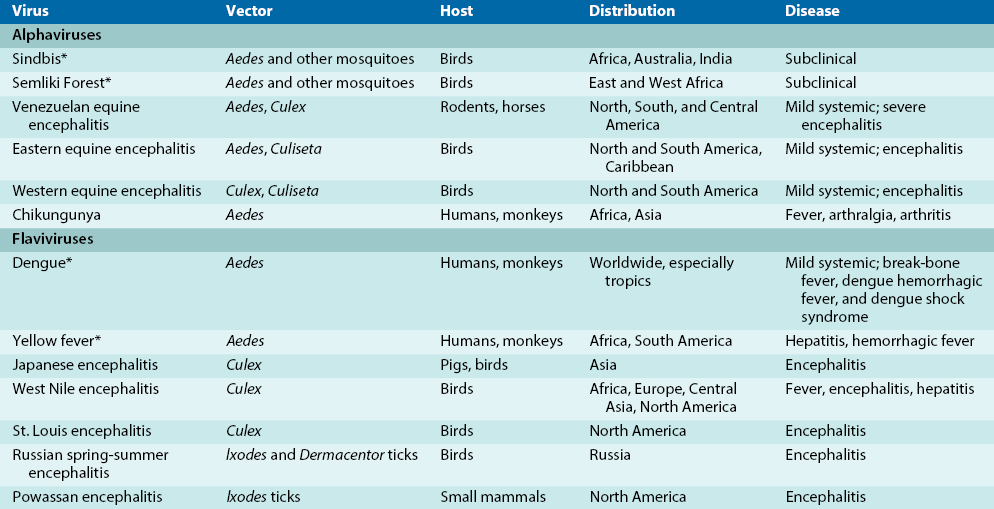 Virus Vector Host Distribution Disease
Alphaviruses
Sindbis* Aedes and other mosquitoes Birds Africa, Australia, India Subclinical
Semliki Forest* Aedes and other mosquitoes Birds East and West Africa Subclinical
Venezuelan equine Aedes, Culex Rodents, horses North, South, and Central Mild systemic; severe
encephalitis America encephalitis
Eastern equine encephalitis Aedes, Culiseta Birds North and South America, Mild systemic; encephalitis
Caribbean
Western equine encephalitis Culex, Culiseta Birds North and South America Mild systemic; encephalitis
Chikungunya Aedes Humans, monkeys Africa, Asia Fever, arthralgia, arthritis
Flaviviruses
Dengue* Aedes Humans, monkeys Worldwide, especially Mild systemic; break-bone
tropics fever, dengue hemorrhagic
fever, and dengue shock
syndrome
Yellow fever* Aedes Humans, monkeys Africa, South America Hepatitis, hemorrhagic fever
Japanese encephalitis Culex Pigs, birds Asia Encephalitis
West Nile encephalitis Culex Birds Africa, Europe, Central Fever, encephalitis, hepatitis
Asia, North America
St. Louis encephalitis Culex Birds North America Encephalitis
Russian spring-summer Ixodes and Dermacentor ticks Birds Russia Encephalitis
encephalitis
Powassan encephalitis Ixodes ticks Small mammals North America Encephalitis